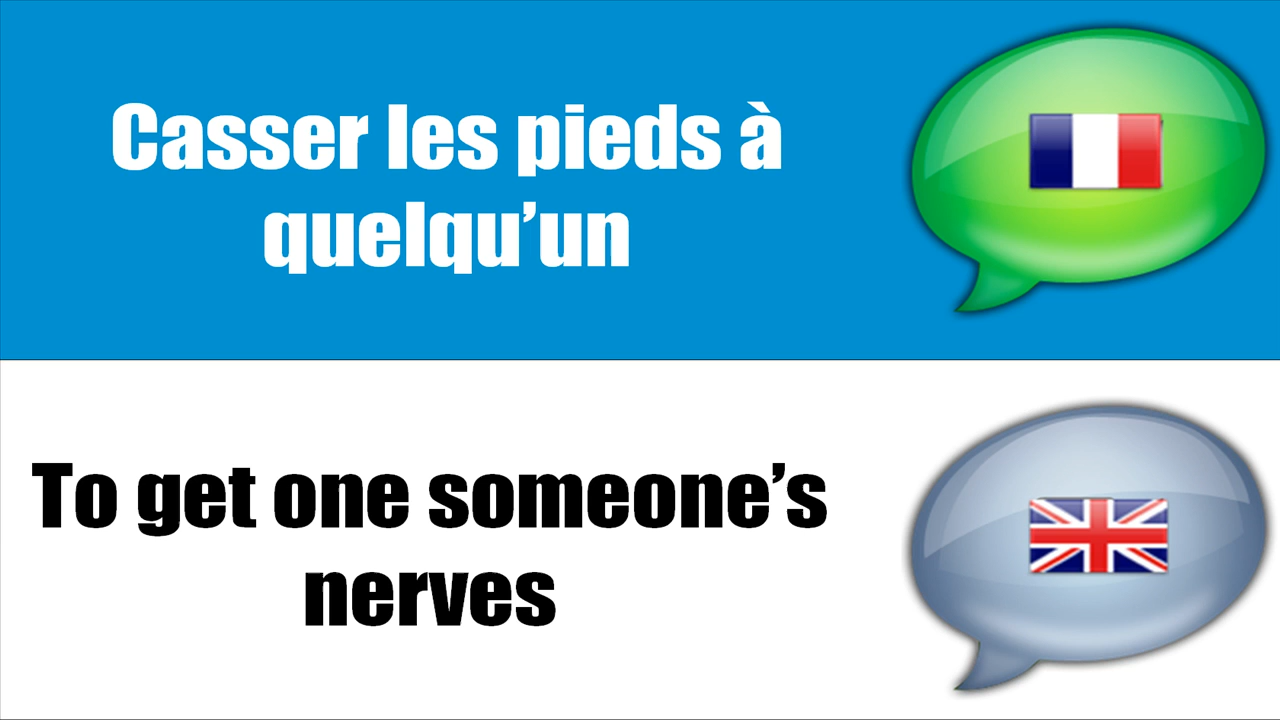 Casser les pieds à
quelqu’un
To get one someone’s
nerves